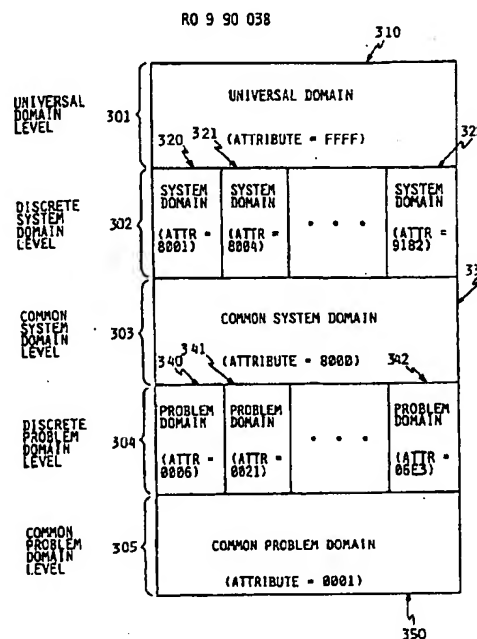 RO 9 90 038
310
UNIVERSAL
DOMAIN
LEVEL
301
UNIVERSAL DOMAIN
(ATTRIBUTE = FFFF)
320
321
DISCRETE
SYSTEM
DOMAIN
LEVEL
302
SYSTEM
DOMAIN
(ATTR =
8001)
SYSTEM
DOMAIN
(ATTR =
8004)
• • •
SYSTEM
DOMAIN
(ATTR =
9182)
COMMON
SYSTEM
DOMAIN
LEVEL
303
COMMON SYSTEM DOMAIN
(ATTRIBUTE = 8000)
340
341
342
DISCRETE
PROBLEM
DOMAIN
LEVEL
304
PROBLEM
DOMAIN
(ATTR =
0006)
PROBLEM
DOMAIN
(ATTR =
0021)
• • •
PROBLEM
DOMAIN
(ATTR =
06E3)
COMMON
PROBLEM
DOMAIN
LEVEL
305
COMMON PROBLEM DOMAIN
(ATTRIBUTE = 0001)
350